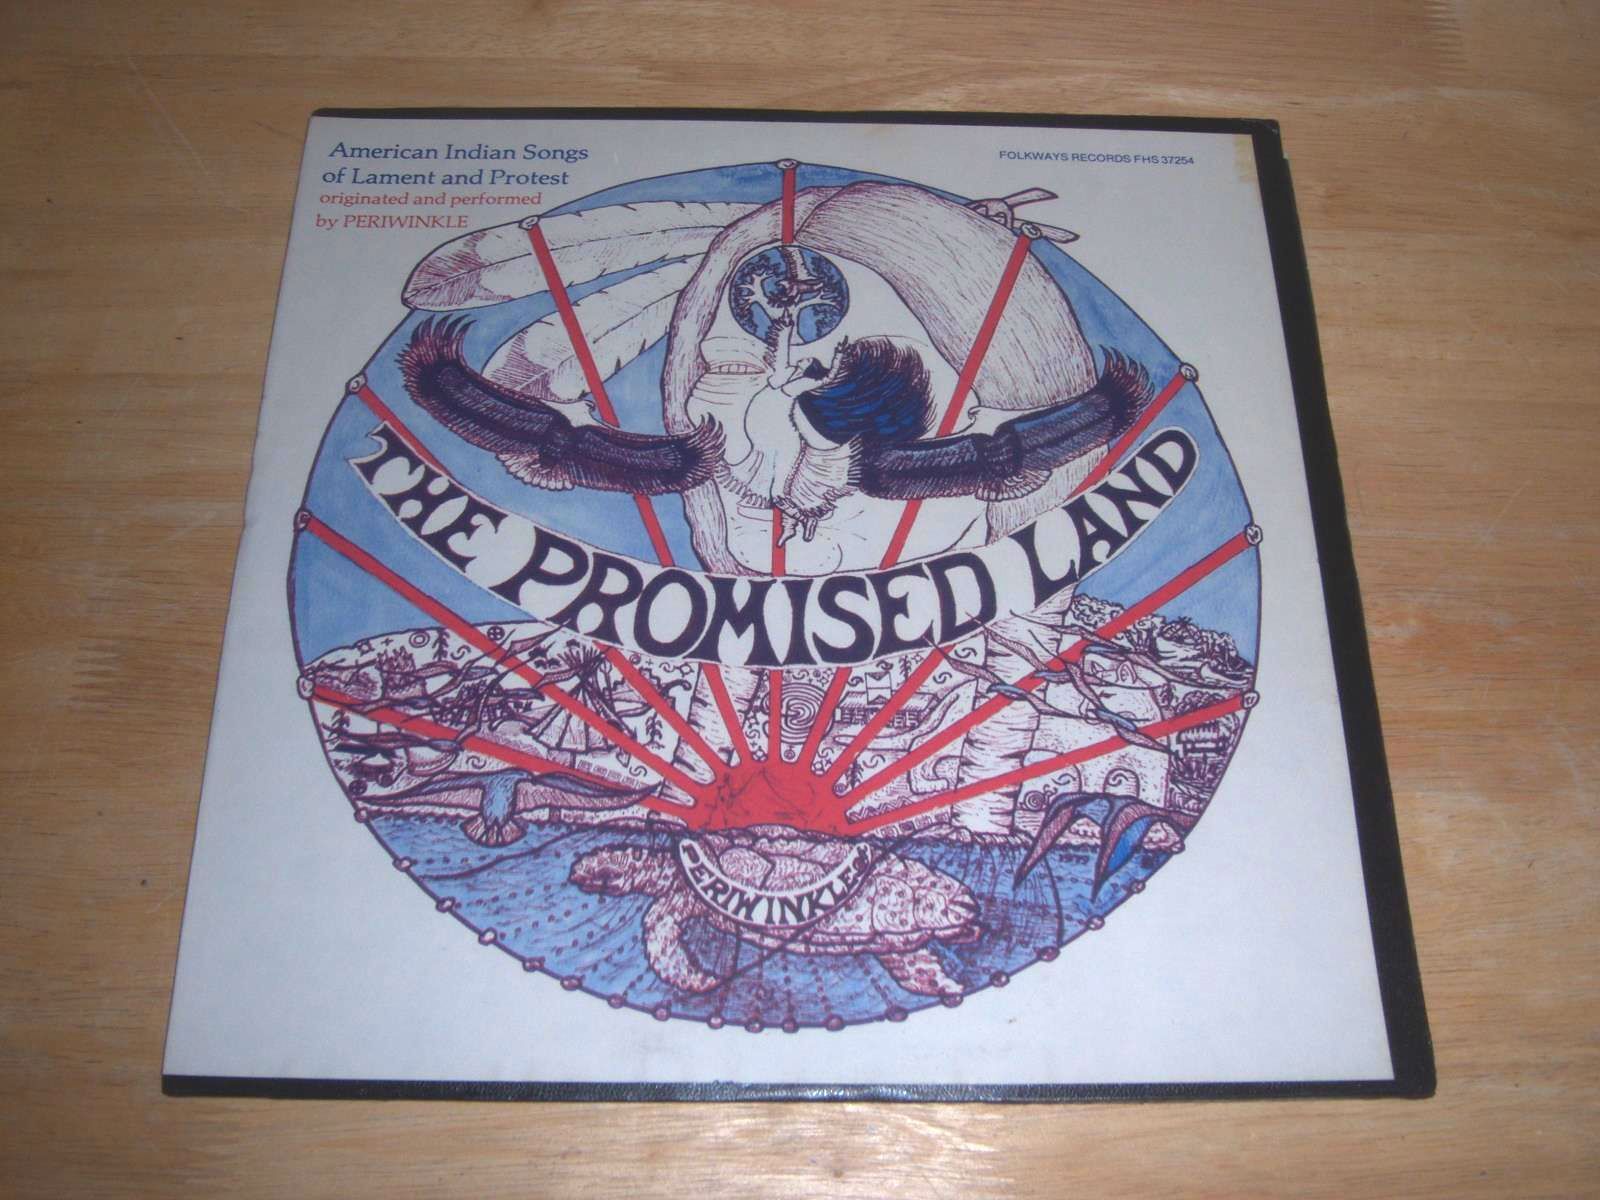 American Indian Songs
of Lament and Protest
originated and performed
by PERIWINKLE
FOLKWAYS RECORDS FHS 37254
THE PROMISED LAND
PERIWINKLE